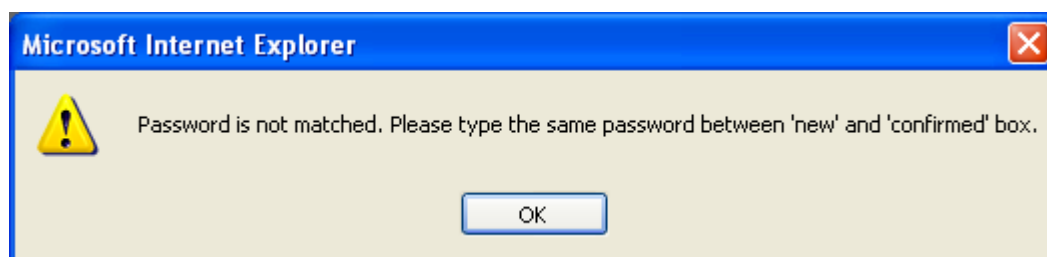 Microsoft Internet Explorer
Password is not matched. Please type the same password between 'new' and 'confirmed' box.
OK